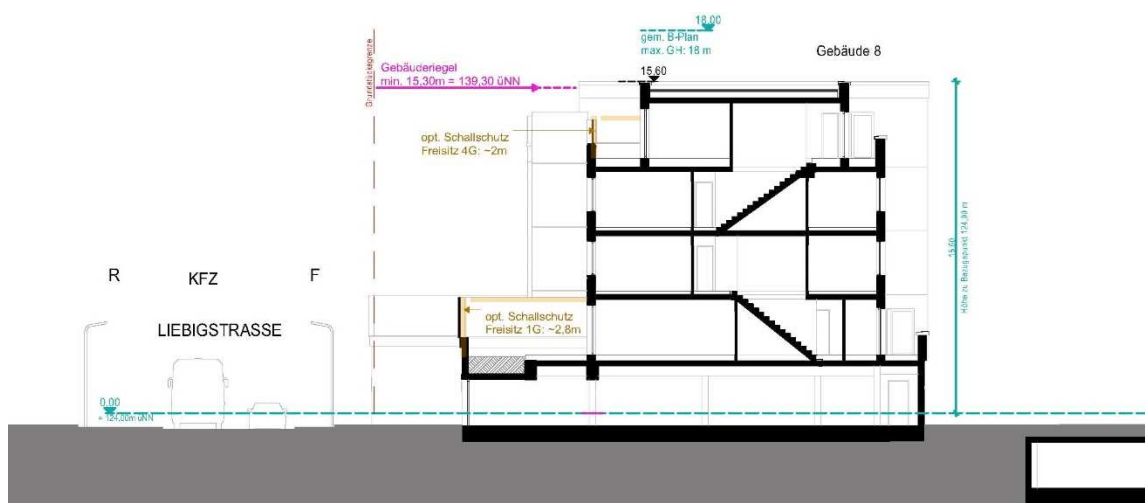 18.00
gem. B-Plan
max. GH: 18 m
Gebäude 8
Grundstücksgrenze
Gebäuderiegel
min. 15,30m = 139,30 üNN
15.60
opt. Schallschutz
Freisitz 4G: ~2m
15.60
Höhe zu Bezugspunkt 124,00 m
R
KFZ
F
LIEBIGSTRASSE
opt. Schallschutz
Freisitz 1G: ~2,8m
0.00
= 124,00m üNN